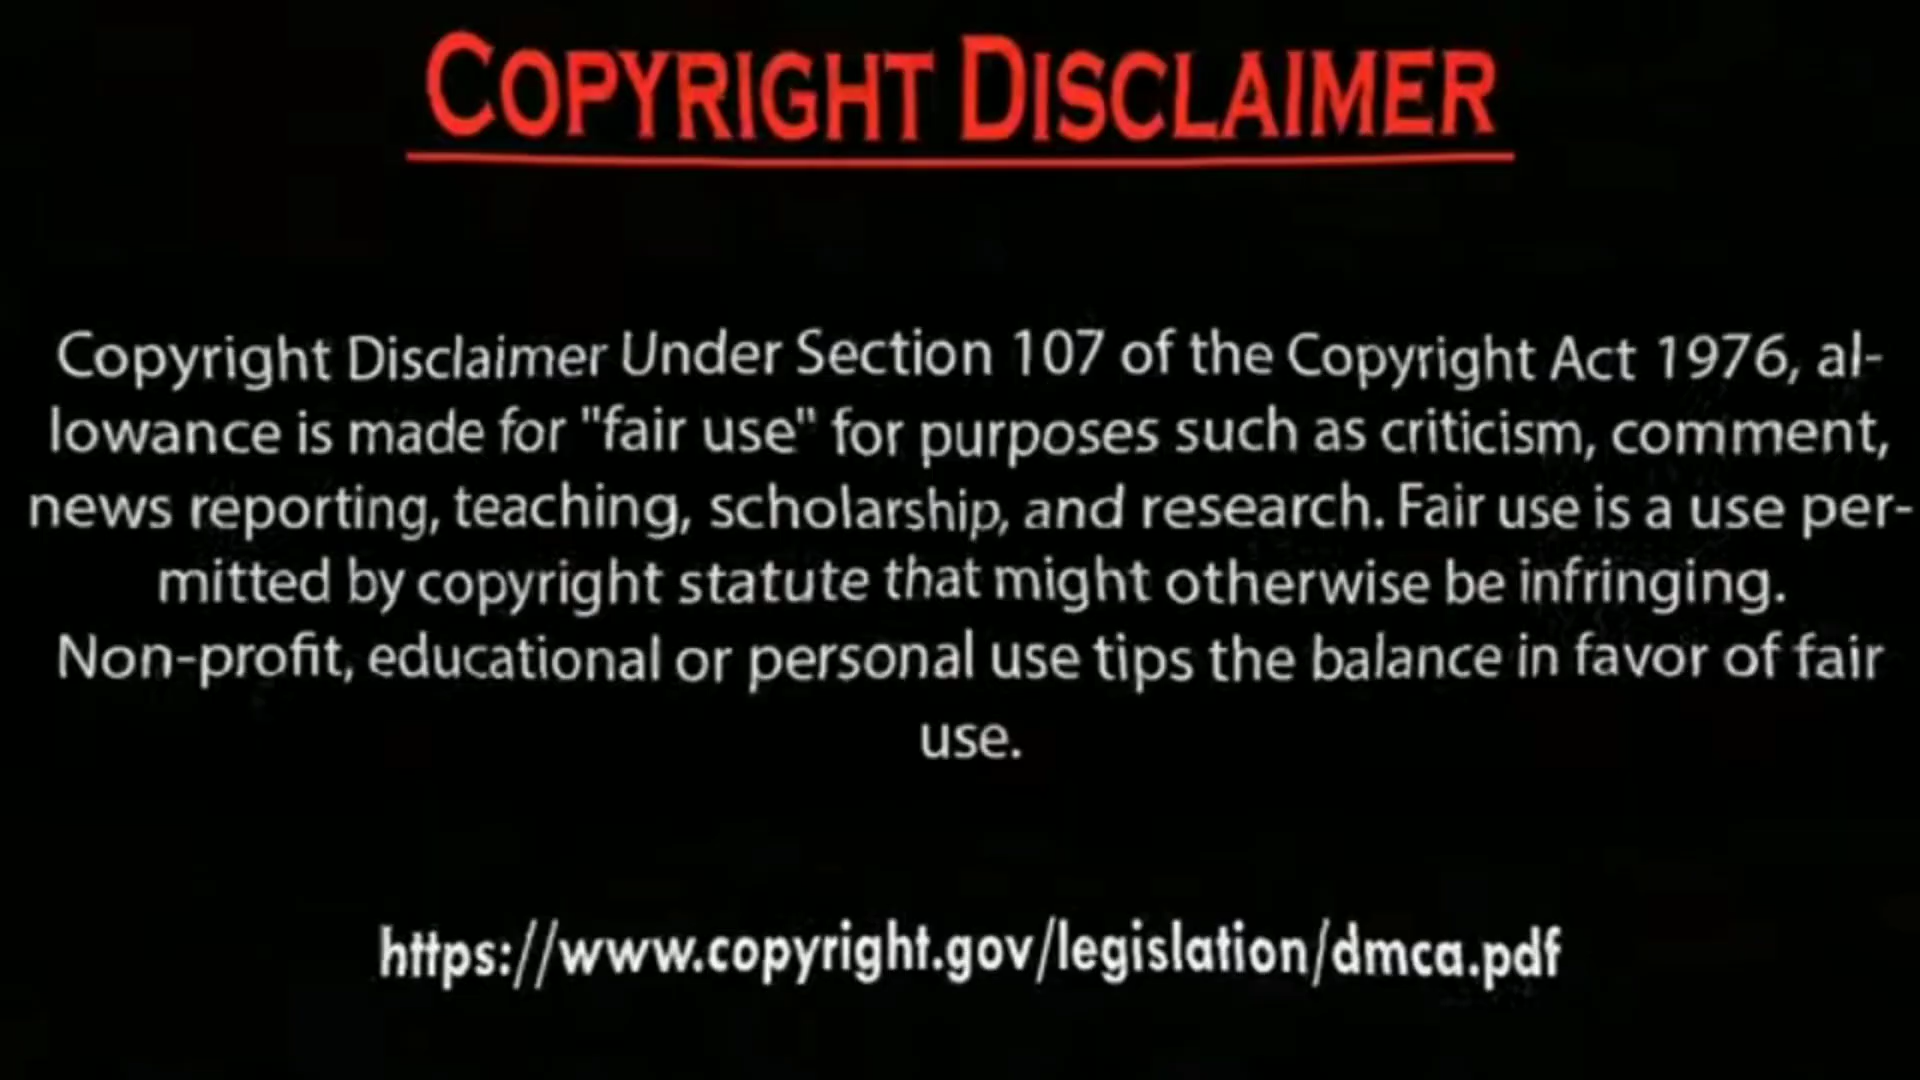 COPYRIGHT DISCLAIMER
Copyright Disclaimer Under Section 107 of the Copyright Act 1976, al-
lowance is made for "fair use" for purposes such as criticism, comment,
news reporting, teaching, scholarship, and research. Fair use is a use per-
mitted by copyright statute that might otherwise be infringing.
Non-profit, educational or personal use tips the balance in favor of fair
use.
https://www.copyright.gov/legislation/dmca.pdf